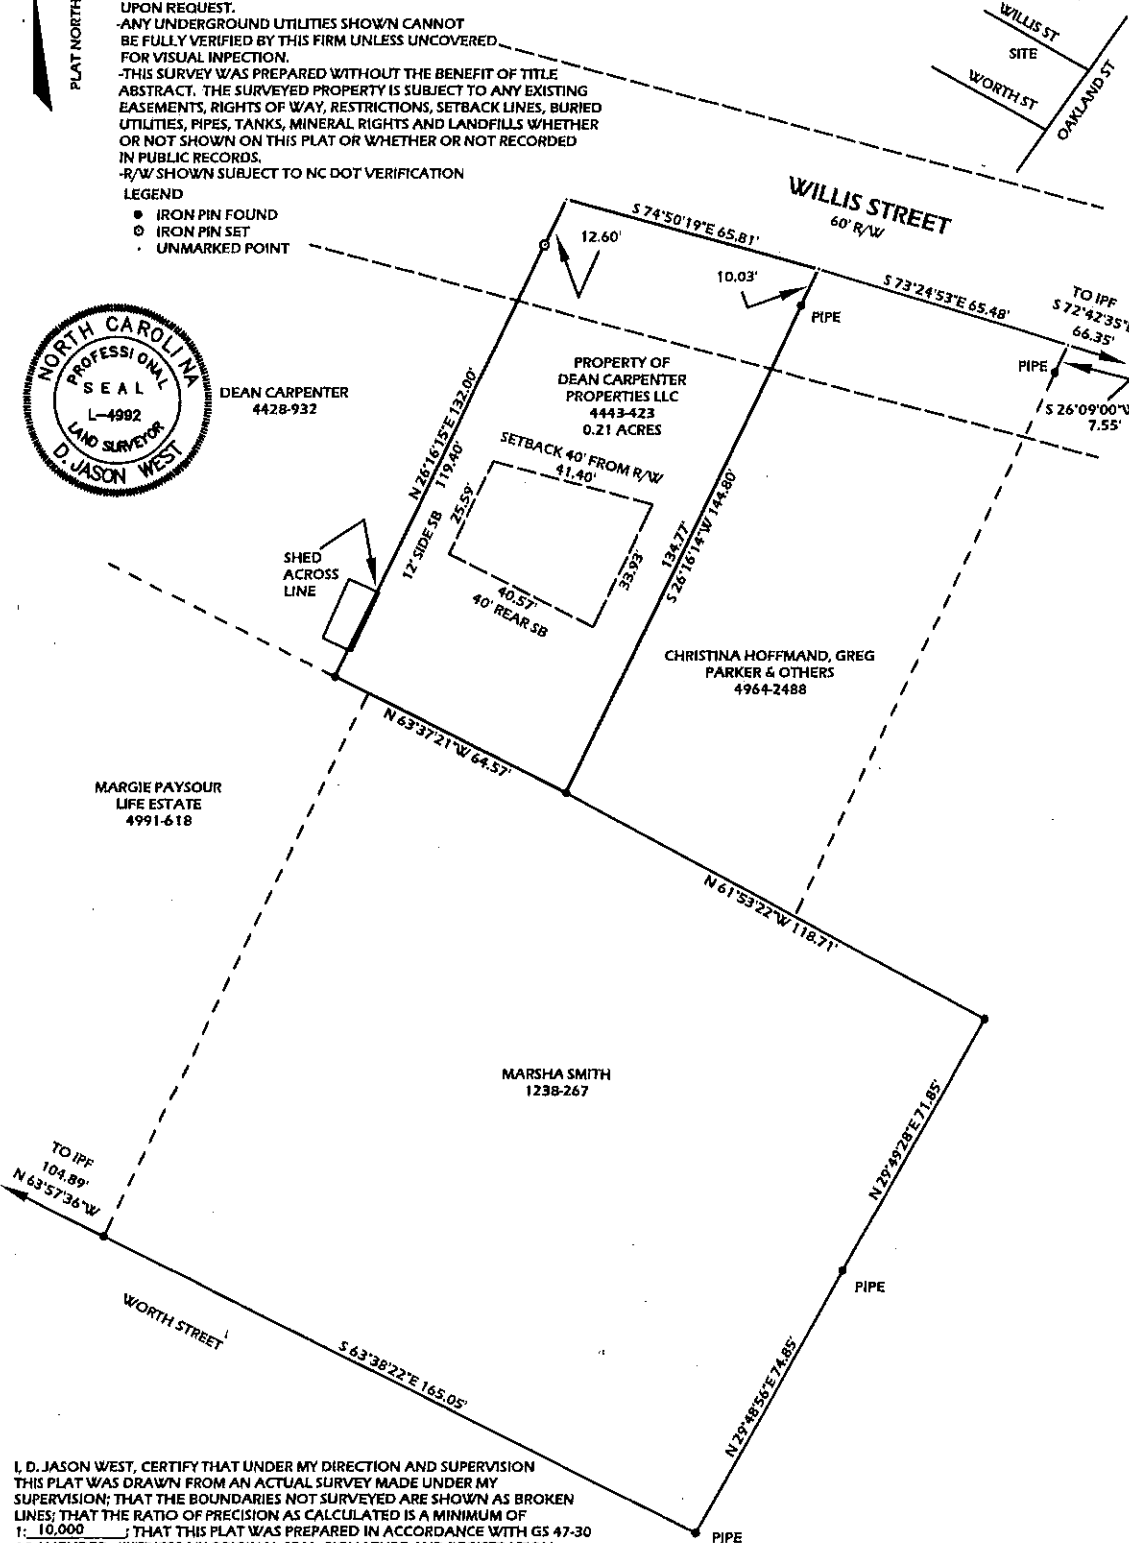 PLAT NORTH
UPON REQUEST.
-ANY UNDERGROUND UTILITIES SHOWN CANNOT
BE FULLY VERIFIED BY THIS FIRM UNLESS UNCOVERED
FOR VISUAL INPECTION.
-THIS SURVEY WAS PREPARED WITHOUT THE BENEFIT OF TITLE
ABSTRACT. THE SURVEYED PROPERTY IS SUBJECT TO ANY EXISTING
EASEMENTS, RIGHTS OF WAY, RESTRICTIONS, SETBACK LINES, BURIED
UTILITIES, PIPES, TANKS, MINERAL RIGHTS AND LANDFILLS WHETHER
OR NOT SHOWN ON THIS PLAT OR WHETHER OR NOT RECORDED
IN PUBLIC RECORDS.
-R/W SHOWN SUBJECT TO NC DOT VERIFICATION
LEGEND
IRON PIN FOUND
IRON PIN SET
UNMARKED POINT
WILLIS ST
SITE
WORTH ST
OAKLAND ST
WILLIS STREET
60' R/W
S 74°50'19"E 65.81'
12.60'
10.03'
PIPE
S 73°24'53"E 65.48'
TO IPF
S 72°42'35"E
66.35'
PIPE
S 26°09'00"W
7.55'
NORTH CAROLINA
PROFESSIONAL
SEAL
L-4992
LAND SURVEYOR
D. JASON WEST
DEAN CARPENTER
4428-932
PROPERTY OF
DEAN CARPENTER
PROPERTIES LLC
4443-423
0.21 ACRES
N 26°16'15"E 132.00'
119.40'
12' SIDE SB
SETBACK 40' FROM R/W
41.40'
25.59'
33.93'
40.57'
40' REAR SB
134.77'
S 26°16'14"W 144.80'
SHED
ACROSS
LINE
CHRISTINA HOFFMAND, GREG
PARKER & OTHERS
4964-2488
N 63°37'21"W 64.57'
MARGIE PAYSOUR
LIFE ESTATE
4991-618
N 61°53'22"W 118.71'
MARSHA SMITH
1238-267
N 29°49'28"E 71.85'
TO IPF
104.89'
N 63°57'36"W
PIPE
WORTH STREET
S 63°38'22"E 165.05'
N 29°48'56"E 74.85'
PIPE
I, D. JASON WEST, CERTIFY THAT UNDER MY DIRECTION AND SUPERVISION
THIS PLAT WAS DRAWN FROM AN ACTUAL SURVEY MADE UNDER MY
SUPERVISION; THAT THE BOUNDARIES NOT SURVEYED ARE SHOWN AS BROKEN
LINES; THAT THE RATIO OF PRECISION AS CALCULATED IS A MINIMUM OF
1: 10,000 ; THAT THIS PLAT WAS PREPARED IN ACCORDANCE WITH GS 47-30